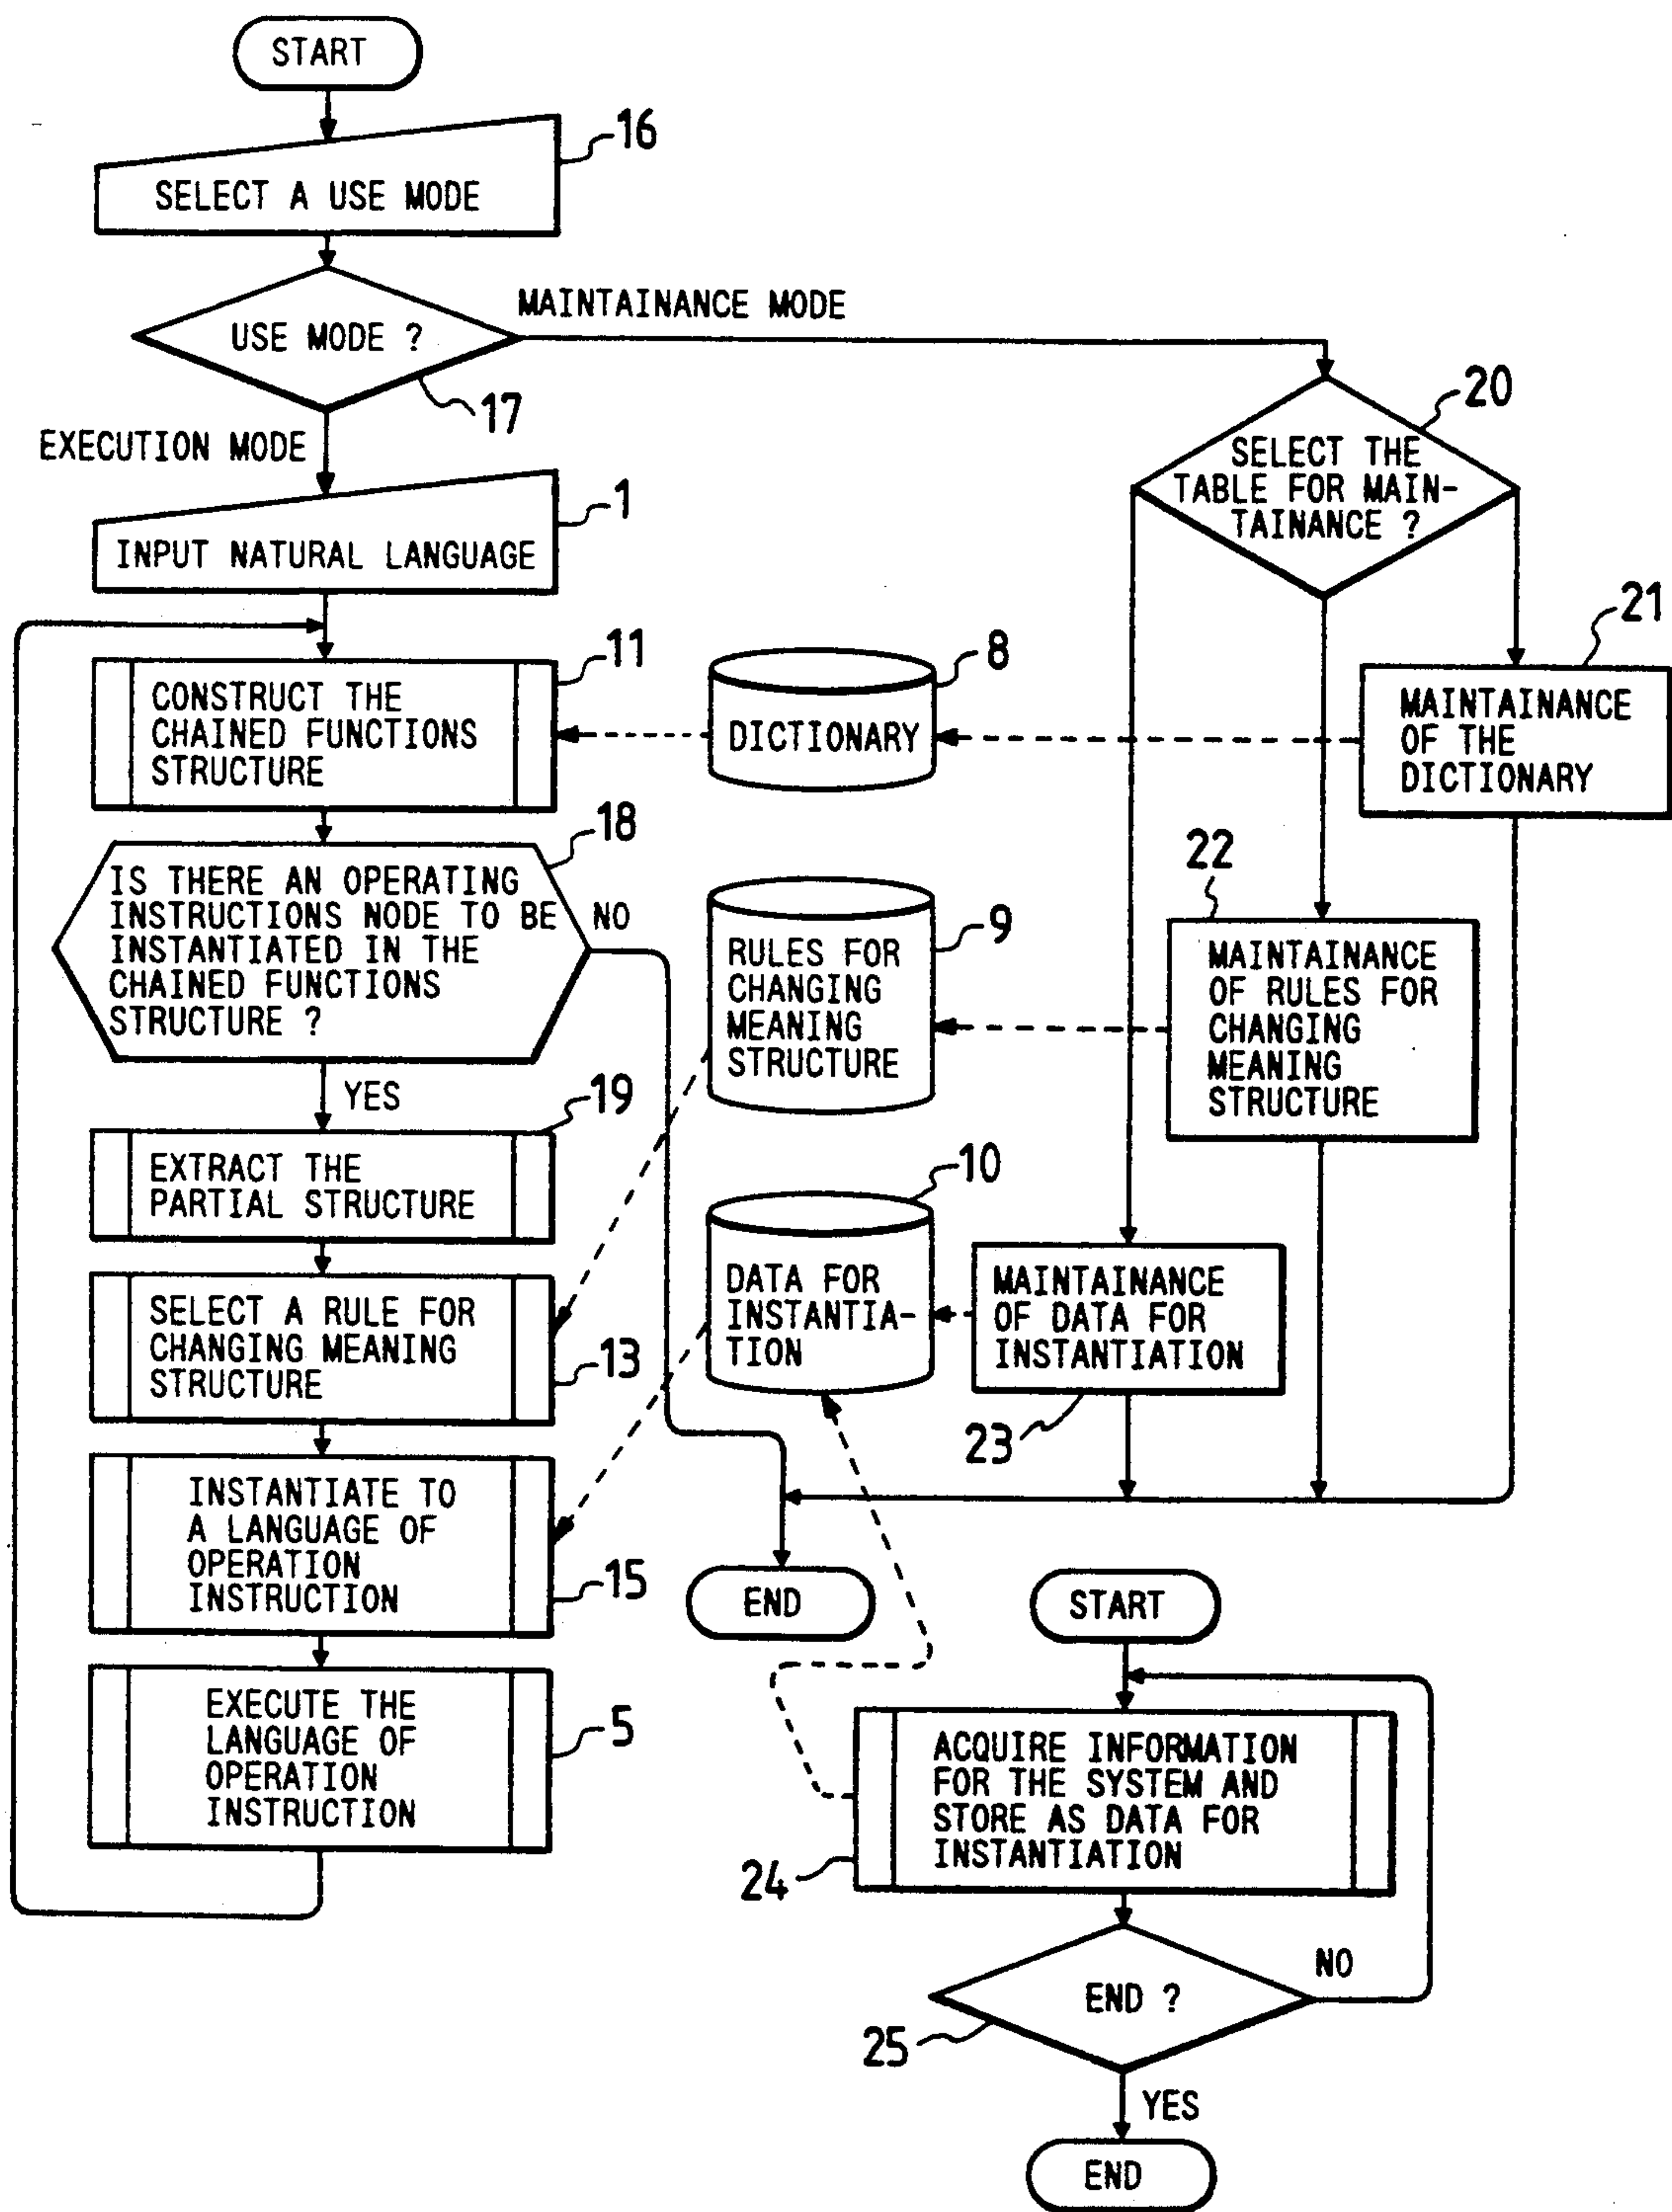 START
16
SELECT A USE MODE
MAINTAINANCE MODE
USE MODE ?
17
EXECUTION MODE
1
INPUT NATURAL LANGUAGE
11
CONSTRUCT THE
CHAINED FUNCTIONS
STRUCTURE
18
IS THERE AN OPERATING
INSTRUCTIONS NODE TO BE
INSTANTIATED IN THE
CHAINED FUNCTIONS
STRUCTURE ?
NO
YES
19
EXTRACT THE
PARTIAL STRUCTURE
SELECT A RULE FOR
CHANGING MEANING
STRUCTURE
13
INSTANTIATE TO
A LANGUAGE OF
OPERATION
INSTRUCTION
15
EXECUTE THE
LANGUAGE OF
OPERATION
INSTRUCTION
5
8
DICTIONARY
9
RULES FOR
CHANGING
MEANING
STRUCTURE
10
DATA FOR
INSTANTIA-
TION
20
SELECT THE
TABLE FOR MAIN-
TAINANCE ?
21
MAINTAINANCE
OF THE
DICTIONARY
22
MAINTAINANCE
OF RULES FOR
CHANGING
MEANING
STRUCTURE
MAINTAINANCE
OF DATA FOR
INSTANTIATION
23
END
START
ACQUIRE INFORMATION
FOR THE SYSTEM AND
STORE AS DATA FOR
INSTANTIATION
24
NO
END ?
25
YES
END